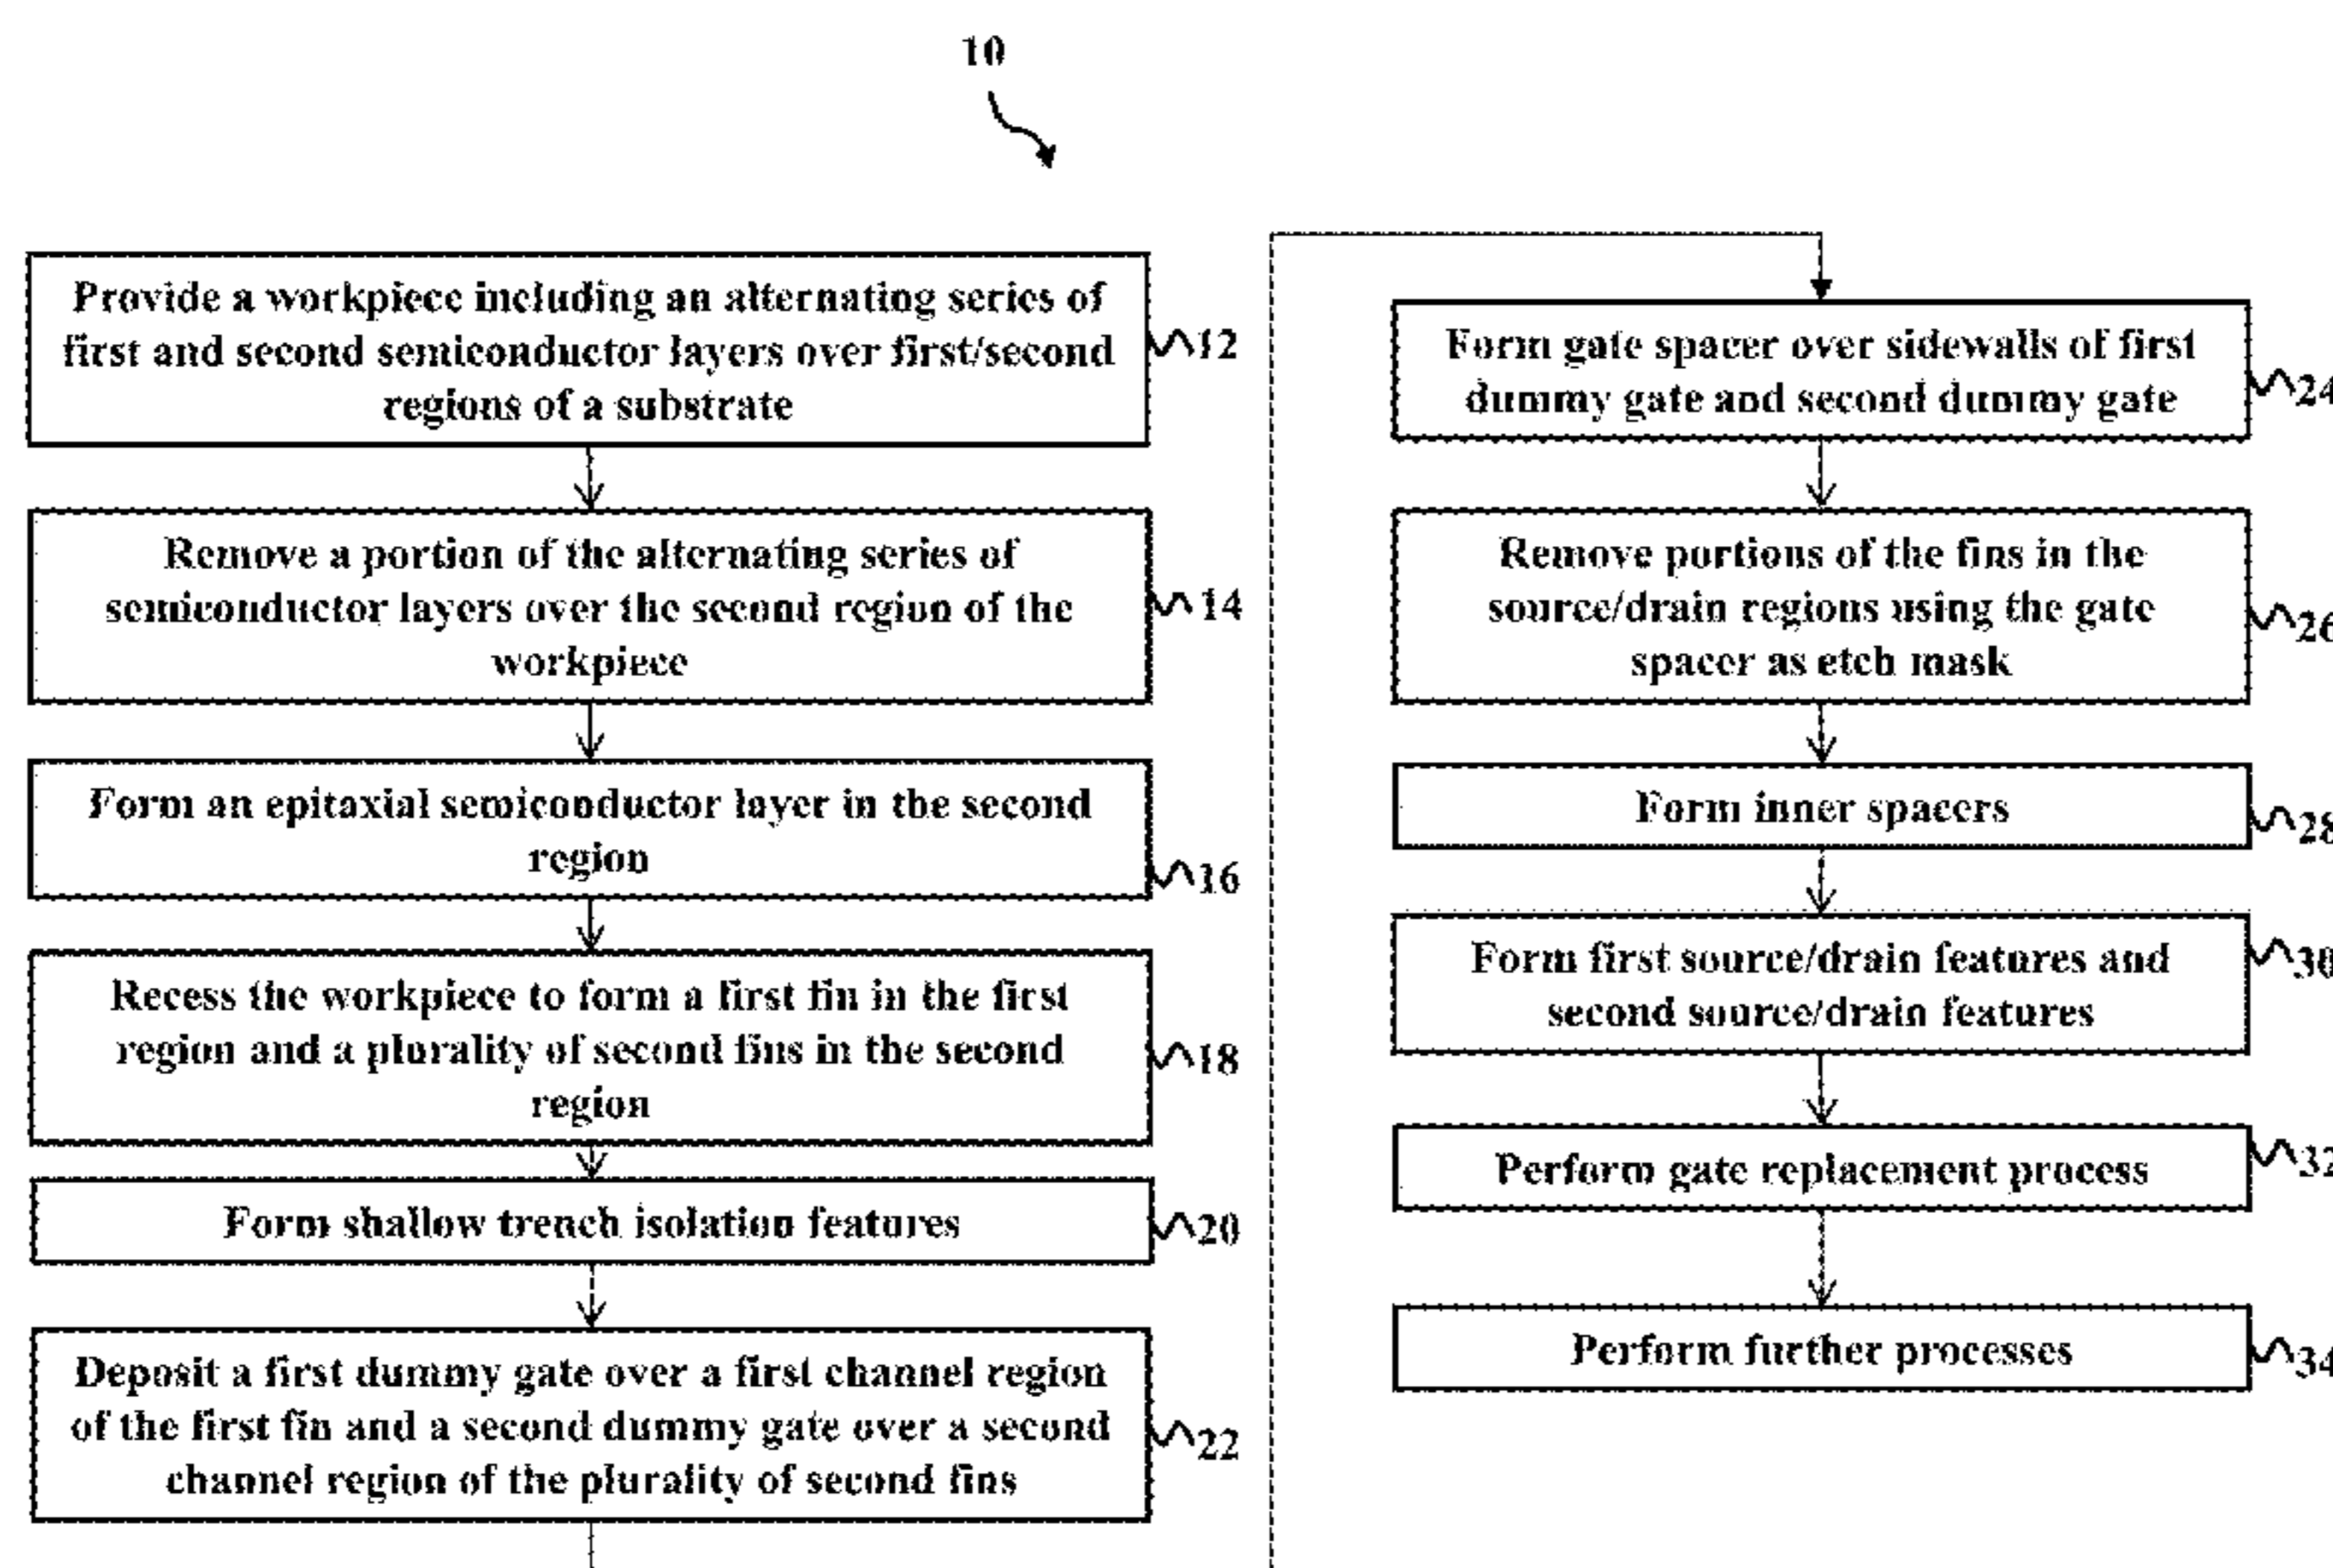 10
Provide a workpiece including an alternating series of
first and second semiconductor layers over first/second
regions of a substrate
12
Remove a portion of the alternating series of
semiconductor layers over the second region of the
workpiece
14
Form an epitaxial semiconductor layer in the second
region
16
Recess the workpiece to form a first fin in the first
region and a plurality of second fins in the second
region
18
Form shallow trench isolation features
20
Deposit a first dummy gate over a first channel region
of the first fin and a second dummy gate over a second
channel region of the plurality of second fins
22
Form gate spacer over sidewalls of first
dummy gate and second dummy gate
24
Remove portions of the fins in the
source/drain regions using the gate
spacer as etch mask
26
Form inner spacers
28
Form first source/drain features and
second source/drain features
30
Perform gate replacement process
32
Perform further processes
34